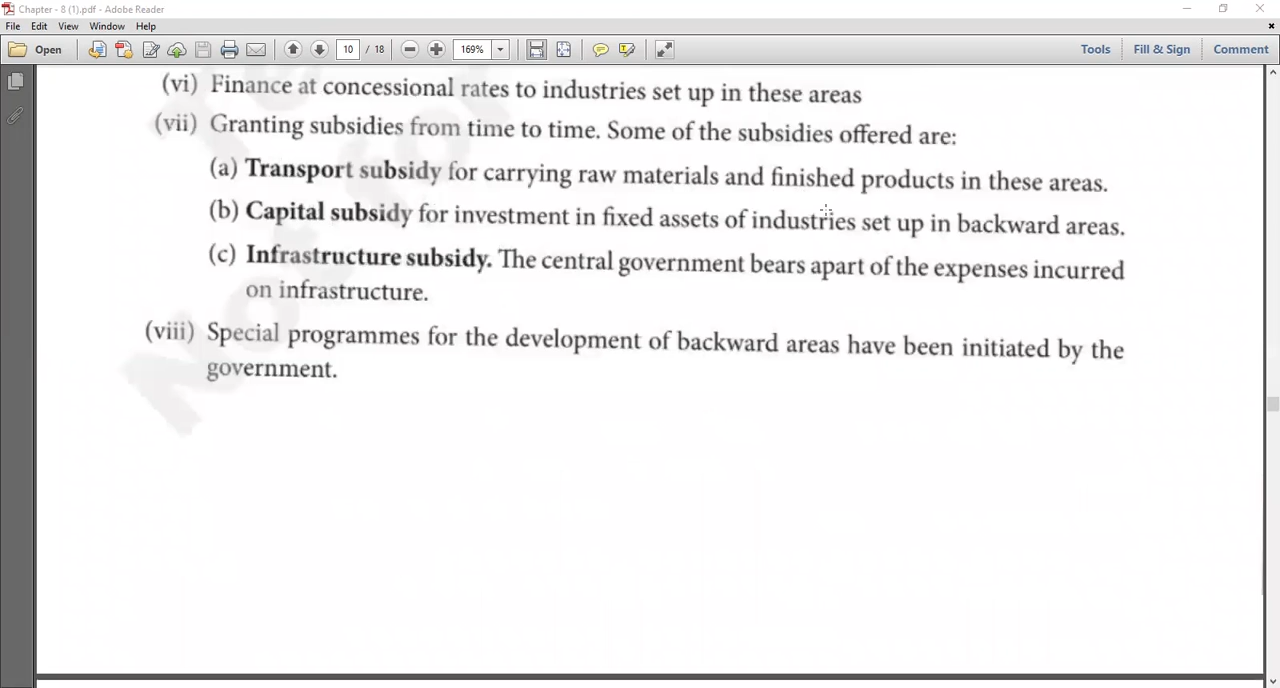 Chapter - 8 (1).pdf - Adobe Reader
File Edit View Window Help
Open 10 / 18 169% Tools Fill & Sign Comment
(vi) Finance at concessional rates to industries set up in these areas
(vii) Granting subsidies from time to time. Some of the subsidies offered are:
(a) Transport subsidy for carrying raw materials and finished products in these areas.
(b) Capital subsidy for investment in fixed assets of industries set up in backward areas.
(c) Infrastructure subsidy. The central government bears apart of the expenses incurred
on infrastructure.
(viii) Special programmes for the development of backward areas have been initiated by the
government.